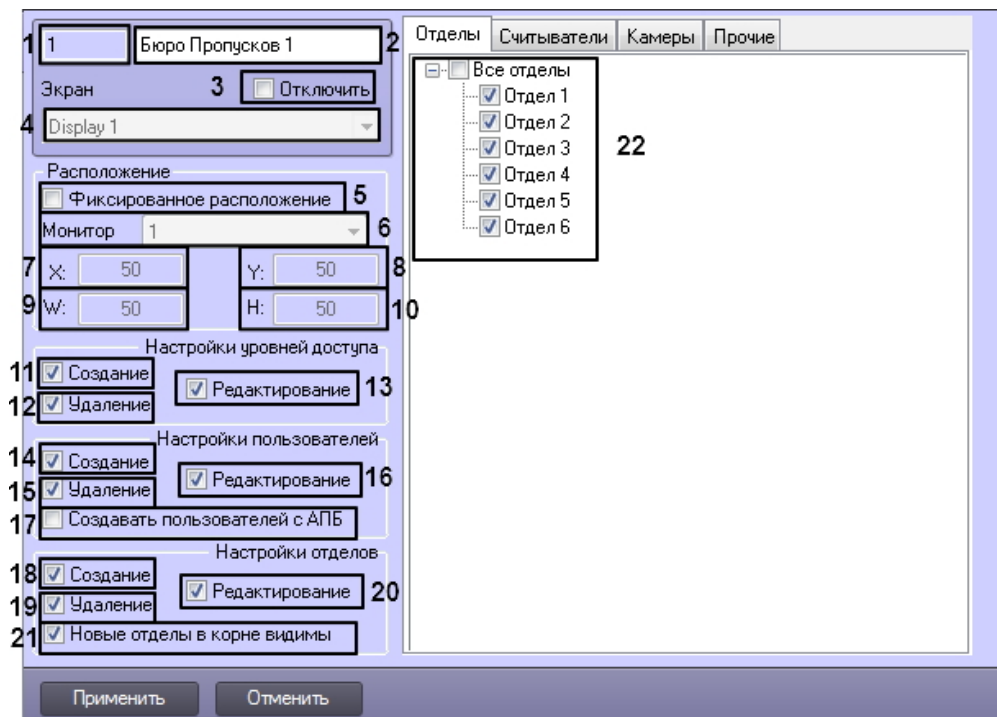 1 1 Бюро Пропусков 1 2
Экран 3 Отключить
4 Display 1
Расположение
Фиксированное расположение 5
Монитор 1 6
7 X: 50 Y: 50 8
9 W: 50 H: 50 10
Настройки уровней доступа
11 Создание
Редактирование 13
12 Удаление
Настройки пользователей
14 Создание
Редактирование 16
15 Удаление
17 Создавать пользователей с АПБ
Настройки отделов
18 Создание
Редактирование 20
19 Удаление
21 Новые отделы в корне видимы
Применить Отменить
Отделы Считыватели Камеры Прочие
Все отделы
Отдел 1
Отдел 2
Отдел 3 22
Отдел 4
Отдел 5
Отдел 6